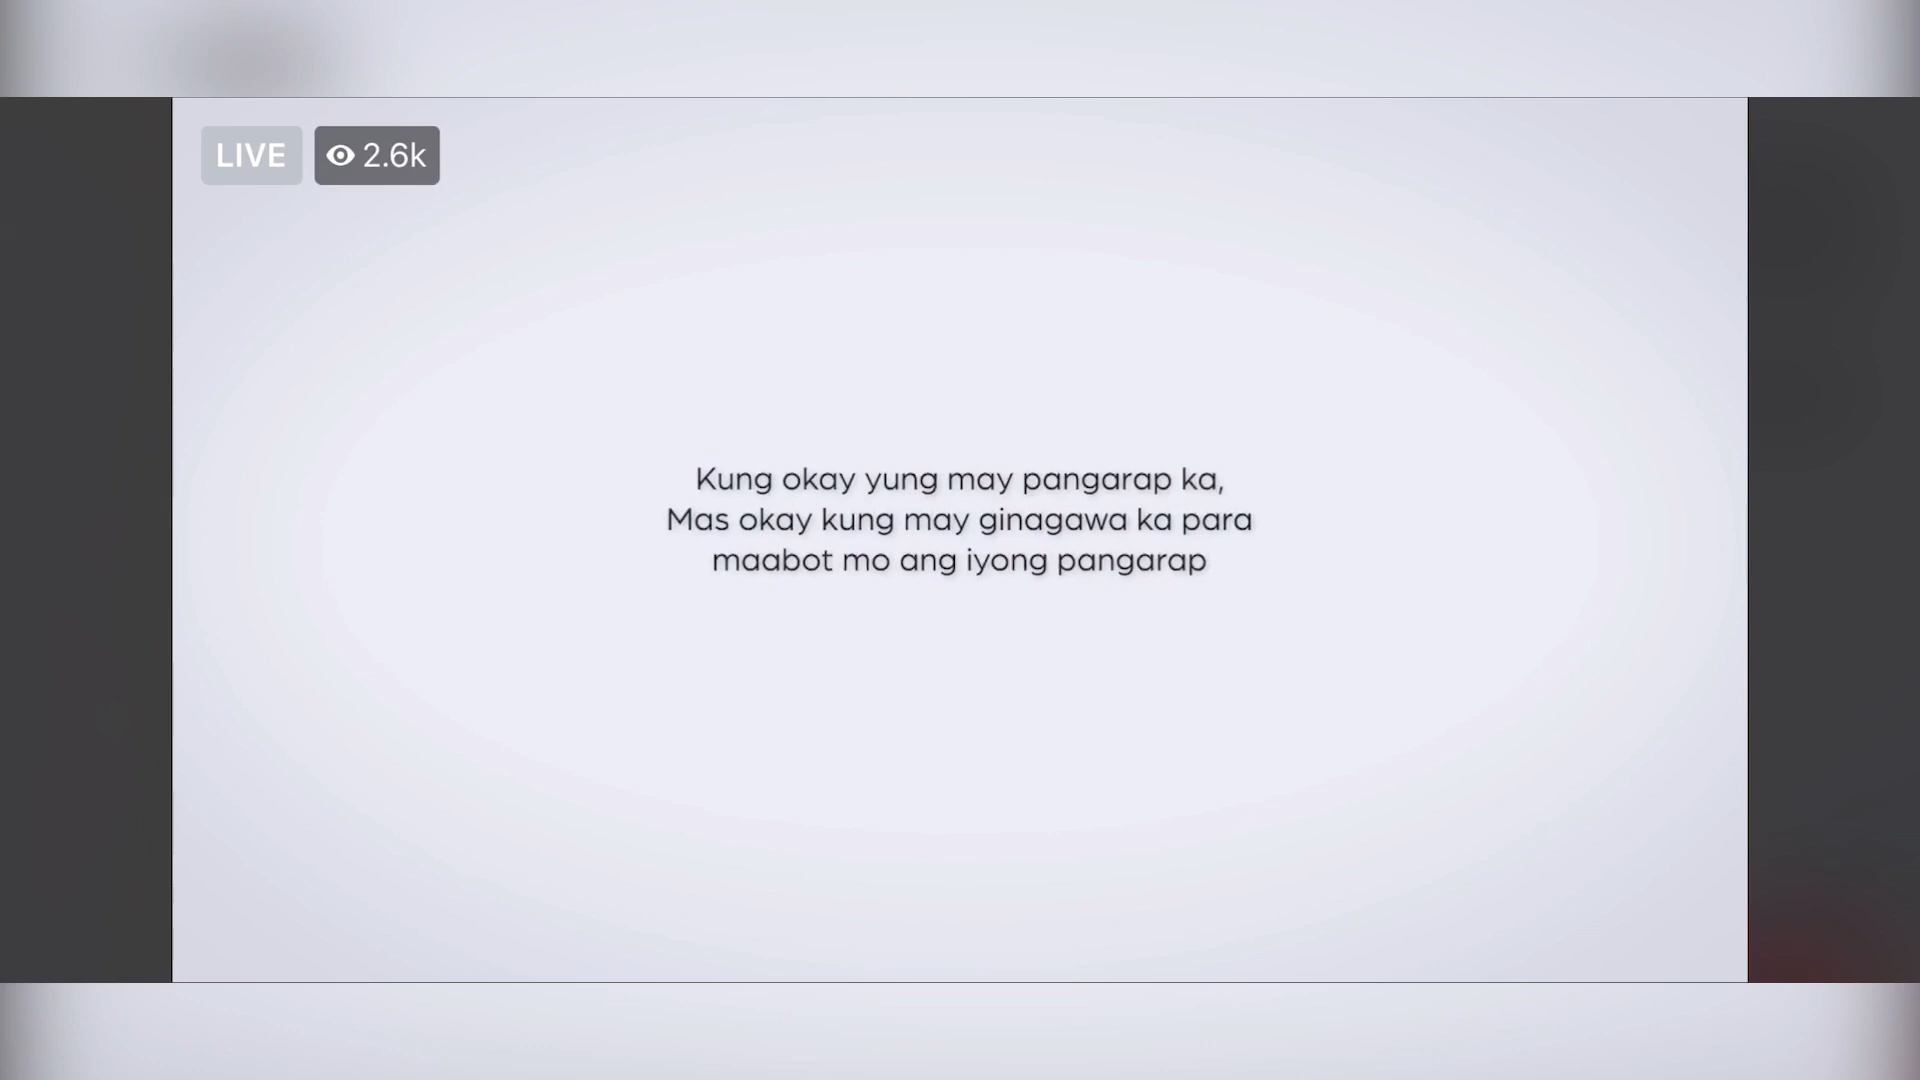 LIVE 2.6k
Kung okay yung may pangarap ka,
Mas okay kung may ginagawa ka para
maabot mo ang iyong pangarap